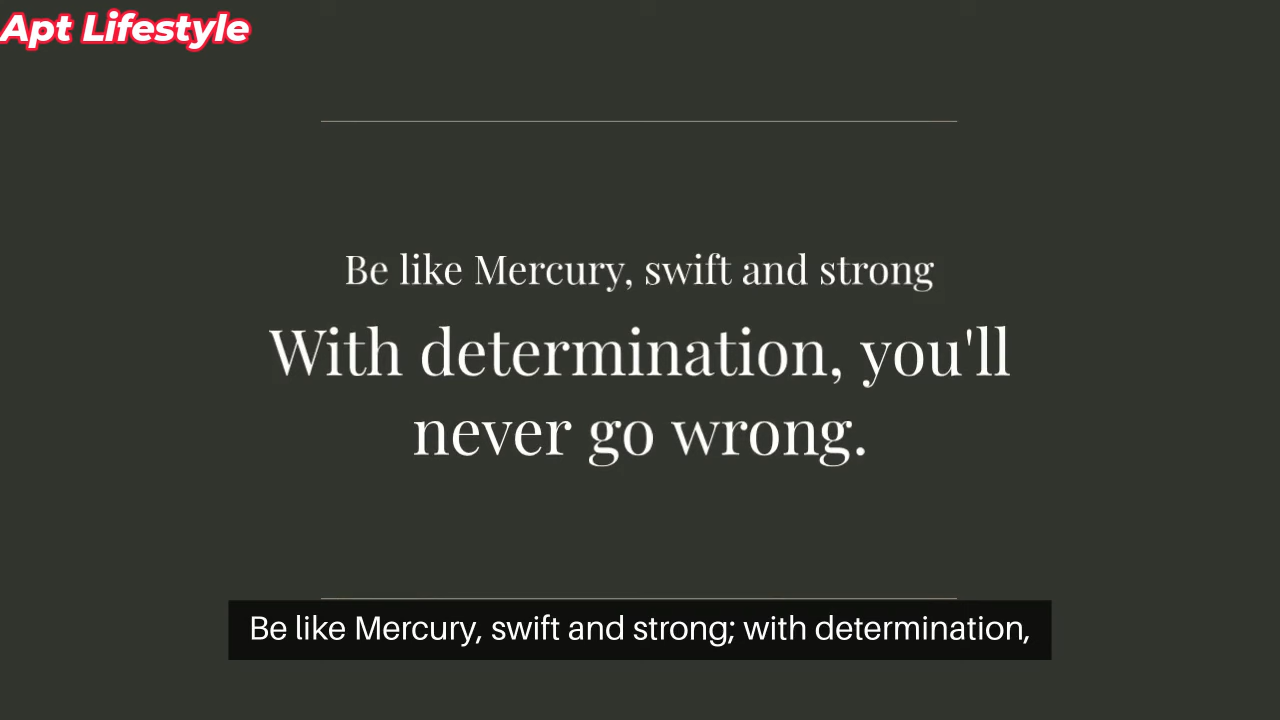 Apt Lifestyle
Be like Mercury, swift and strong
With determination, you'll
never go wrong.
Be like Mercury, swift and strong; with determination,